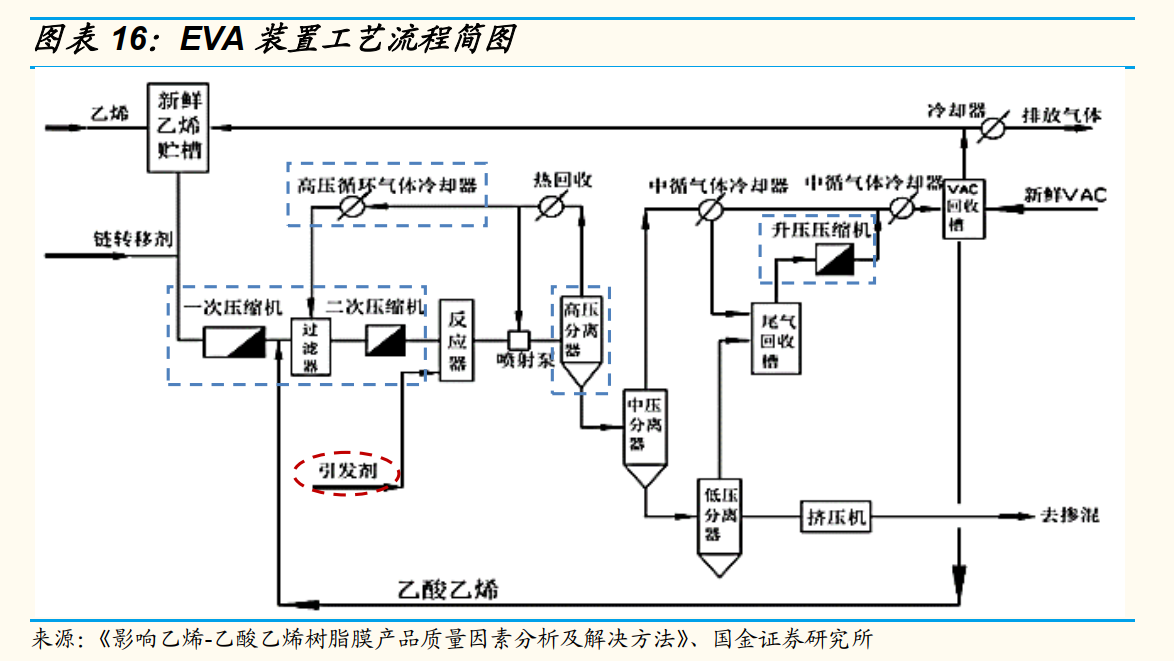 图表 16：EVA 装置工艺流程简图
乙烯
新鲜
乙烯
贮槽
冷却器
排放气体
高压循环气体冷却器
热回收
中循气体冷却器
中循气体冷却器
VAC
回收
槽
新鲜VAC
链转移剂
升压压缩机
一次压缩机
过
滤
器
二次压缩机
反
应
器
喷射泵
高压
分离
器
尾气
回收
槽
中压
分离
器
引发剂
低压
分离
器
挤压机
去掺混
乙酸乙烯
来源：《影响乙烯-乙酸乙烯树脂膜产品质量因素分析及解决方法》、国金证券研究所